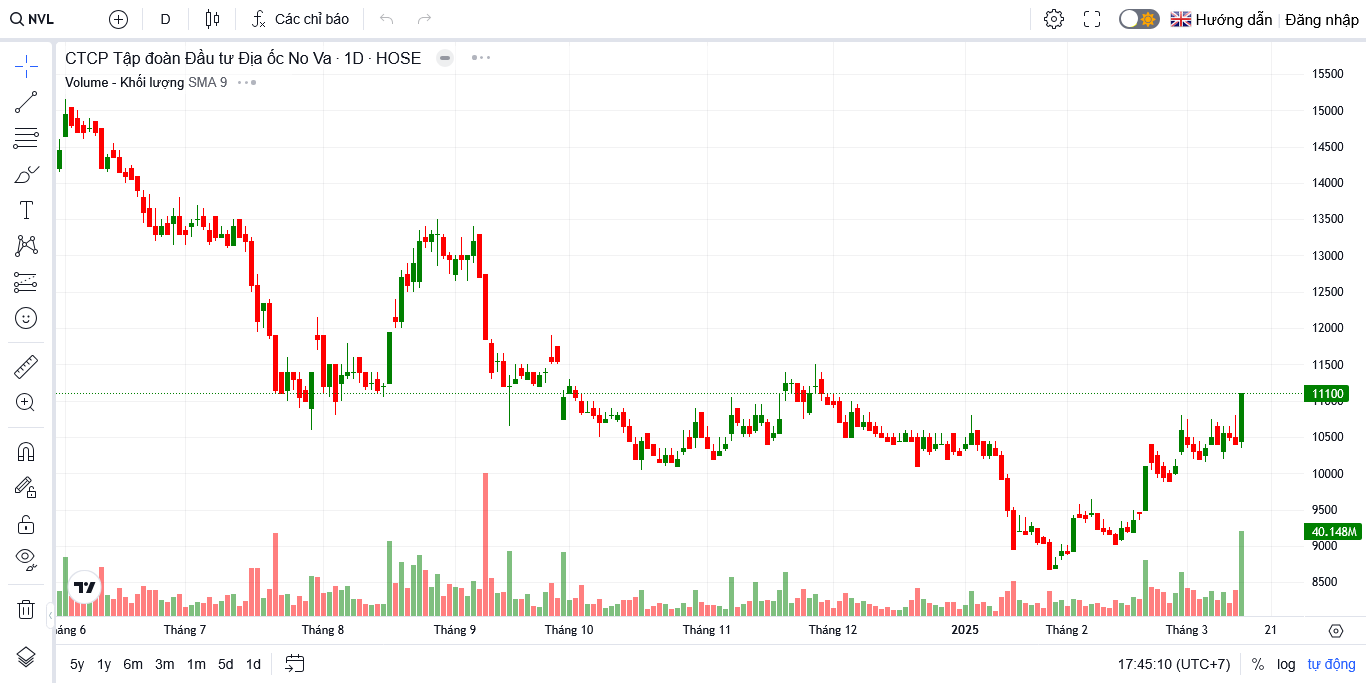 NVL D Các chỉ báo Hướng dẫn Đăng nhập
CTCP Tập đoàn Đầu tư Địa ốc No Va · 1D · HOSE
Volume - Khối lượng SMA 9
15500
15000
14500
14000
13500
13000
12500
12000
11500
11100
11000
10500
10000
9500
40.148M
9000
8500
áng 6 Tháng 7 Tháng 8 Tháng 9 Tháng 10 Tháng 11 Tháng 12 2025 Tháng 2 Tháng 3 21
5y 1y 6m 3m 1m 5d 1d 17:45:10 (UTC+7) % log tự động